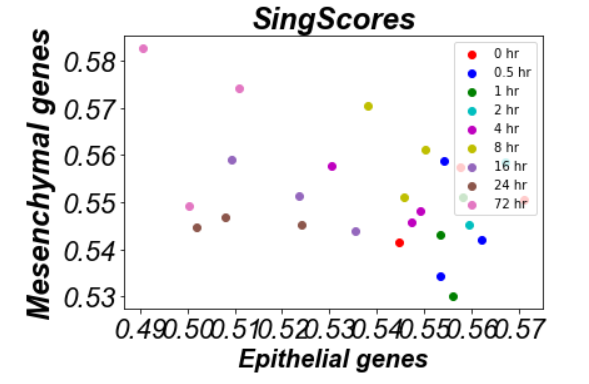 SingScores
Mesenchymal genes
0.58
0.57
0.56
0.55
0.54
0.53
0 hr
0.5 hr
1 hr
2 hr
4 hr
8 hr
16 hr
24 hr
72 hr
0.49 0.50 0.51 0.52 0.53 0.54 0.55 0.56 0.57
Epithelial genes